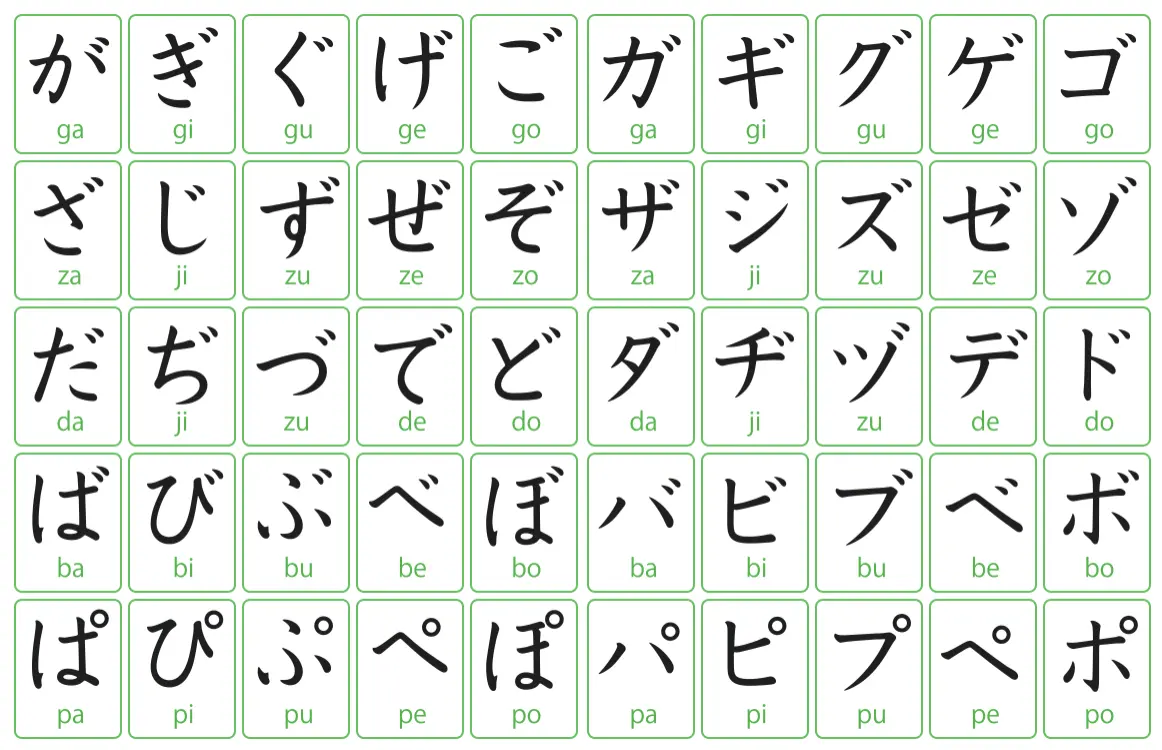 が ぎ ぐ げ ご ガ ギ グ ゲ ゴ
ga gi gu ge go ga gi gu ge go
ざ じ ず ぜ ぞ ザ ジ ズ ゼ ゾ
za ji zu ze zo za ji zu ze zo
だ ぢ づ で ど ダ ヂ ヅ デ ド
da ji zu de do da ji zu de do
ば び ぶ べ ぼ バ ビ ブ ベ ボ
ba bi bu be bo ba bi bu be bo
ぱ ぴ ぷ ぺ ぽ パ ピ プ ペ ポ
pa pi pu pe po pa pi pu pe po